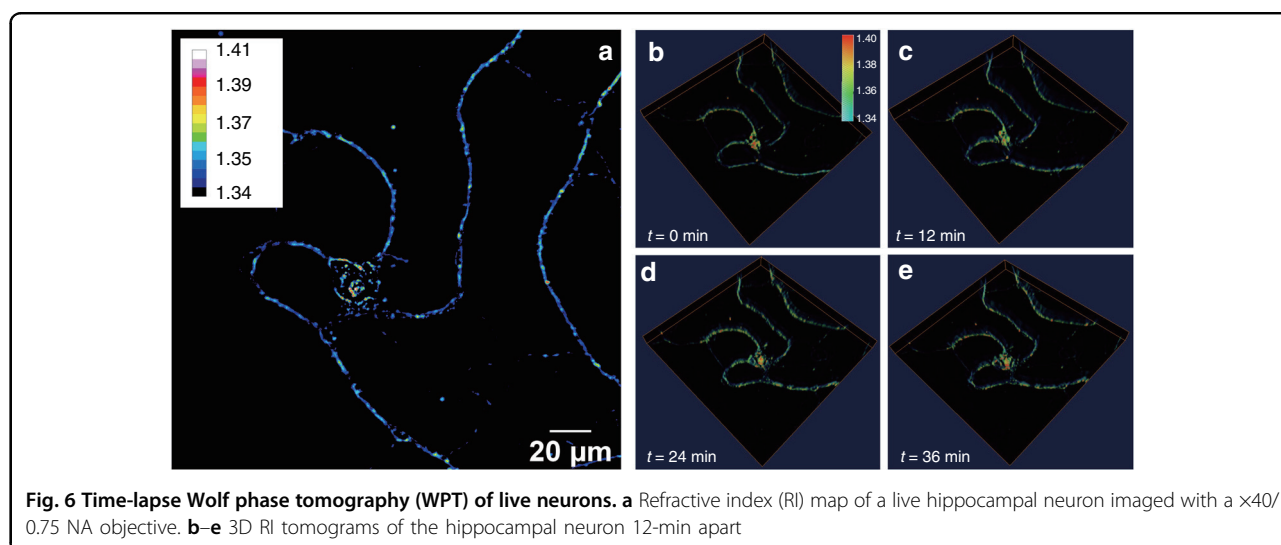 1.41
1.39
1.37
1.35
1.34
a
20 μm
b
1.40
1.38
1.36
1.34
t = 0 min
c
t = 12 min
d
t = 24 min
e
t = 36 min
Fig. 6 Time-lapse Wolf phase tomography (WPT) of live neurons. a Refractive index (RI) map of a live hippocampal neuron imaged with a ×40/
0.75 NA objective. b–e 3D RI tomograms of the hippocampal neuron 12-min apart